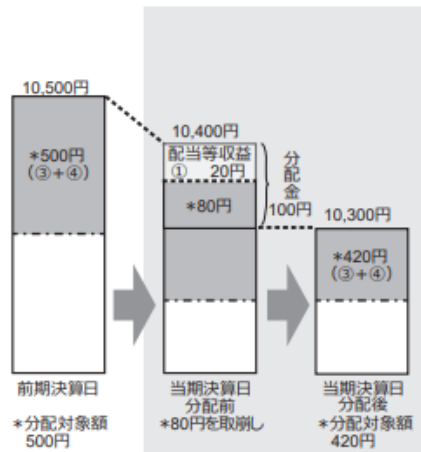 10,500円
*500円
(③+④)
前期決算日
*分配対象額
500円
10,400円
配当等収益
① 20円
*80円
分配金
100円
当期決算日
分配前
*80円を取崩し
10,300円
*420円
(③+④)
当期決算日
分配後
*分配対象額
420円